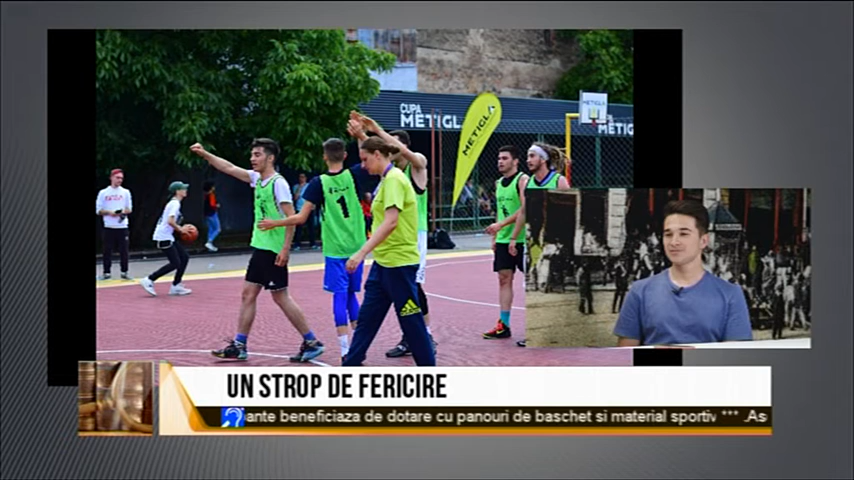 CUPA
METIGLA
METIGLA
METIGLA
METIG
1
UN STROP DE FERICIRE
ante beneficiaza de dotare cu panouri de baschet si material sportiv *** .As